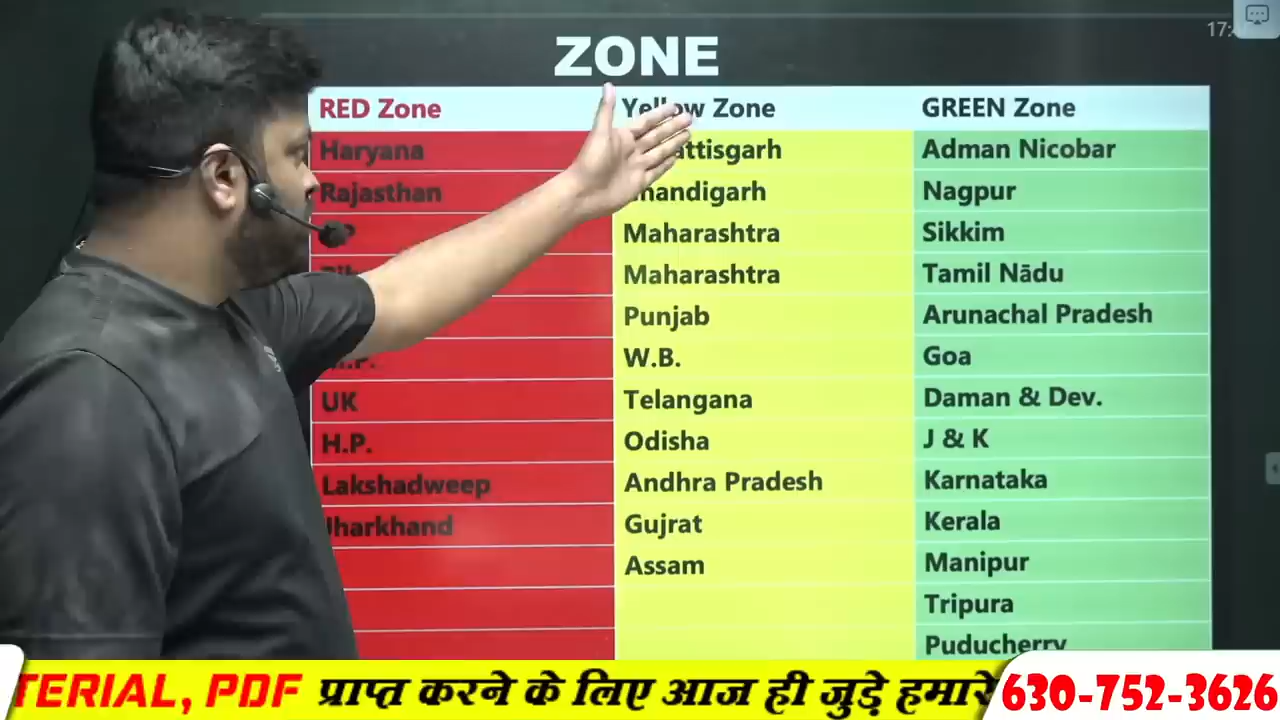 ZONE
RED Zone Yellow Zone GREEN Zone
Haryana Adman Nicobar
Rajasthan Nagpur
Maharashtra Sikkim
Maharashtra Tamil Nādu
Punjab Arunachal Pradesh
W.B. Goa
UK Telangana Daman & Dev.
H.P. Odisha J & K
Lakshadweep Andhra Pradesh Karnataka
Jharkhand Gujrat Kerala
Assam Manipur
Tripura
Puducherry
TERIAL, PDF प्राप्त करने के लिए आज ही जुड़े हमारे 630-752-3626